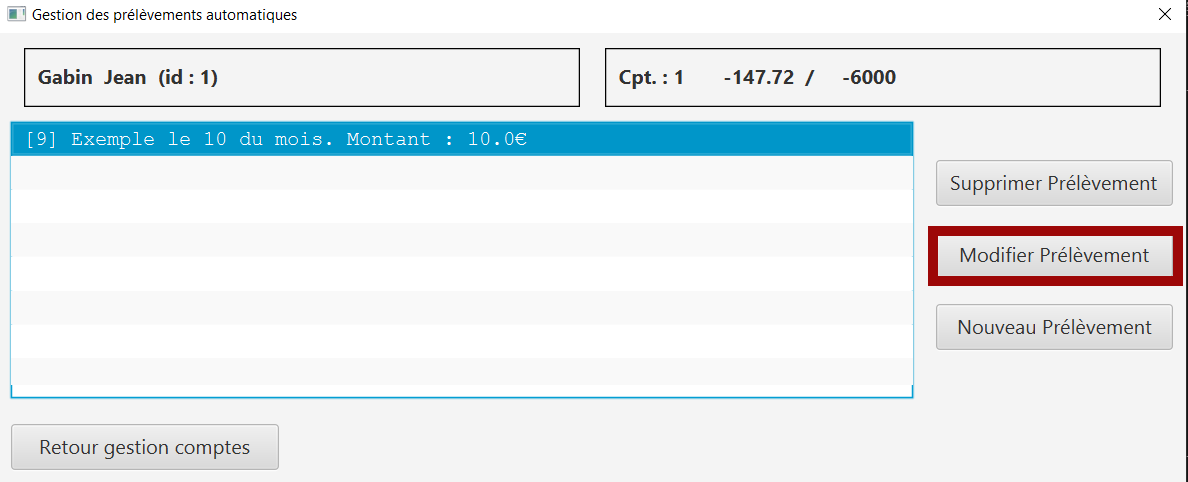 Gestion des prélèvements automatiques
Gabin Jean (id : 1)
Cpt. : 1 -147.72 / -6000
[9] Exemple le 10 du mois. Montant : 10.0€
Supprimer Prélèvement
Modifier Prélèvement
Nouveau Prélèvement
Retour gestion comptes